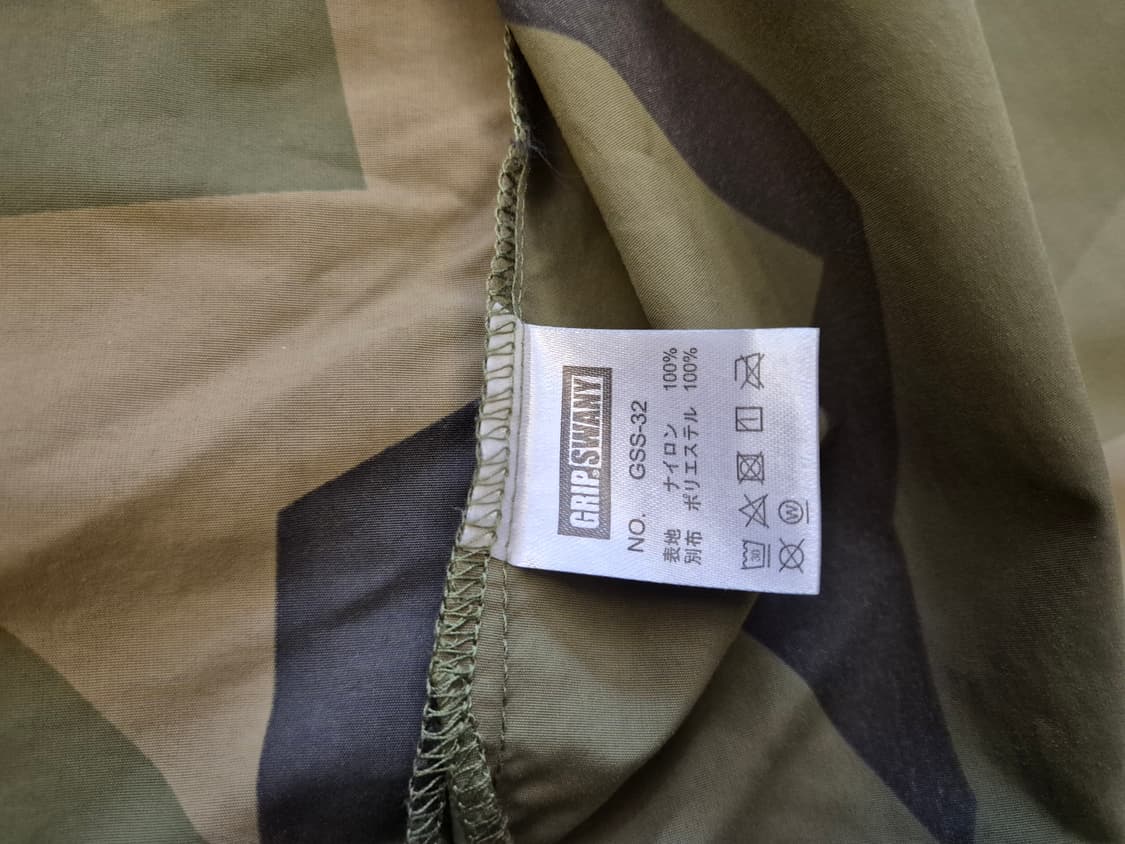 GRIP SWANY
NO. GSS-32
表地 ナイロン 100%
別布 ポリエステル 100%
30
W